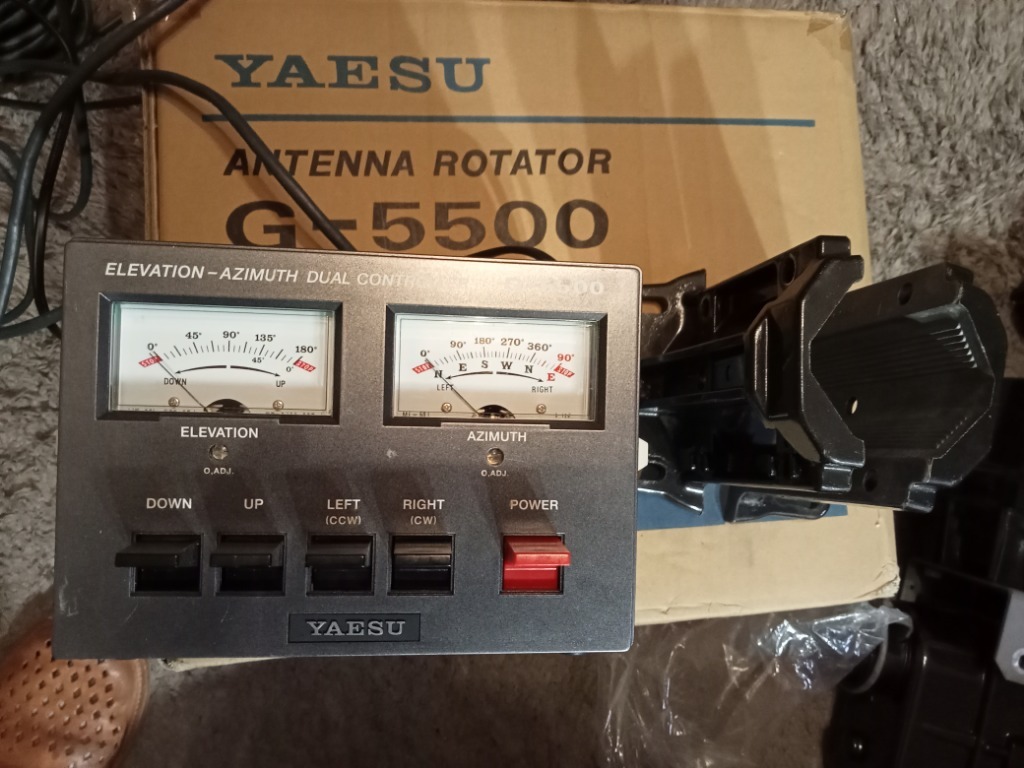 YAESU
ANTENNA ROTATOR
G-5500
ELEVATION-AZIMUTH DUAL
0° 45° 90° 135° 180°
STOP 45° 0° STOP
DOWN UP
0° 90° 180° 270° 360° 90°
STOP N E S W N E STOP
LEFT RIGHT
ELEVATION AZIMUTH
O,ADJ. O,ADJ.
DOWN UP LEFT RIGHT POWER
(CCW) (CW)
YAESU